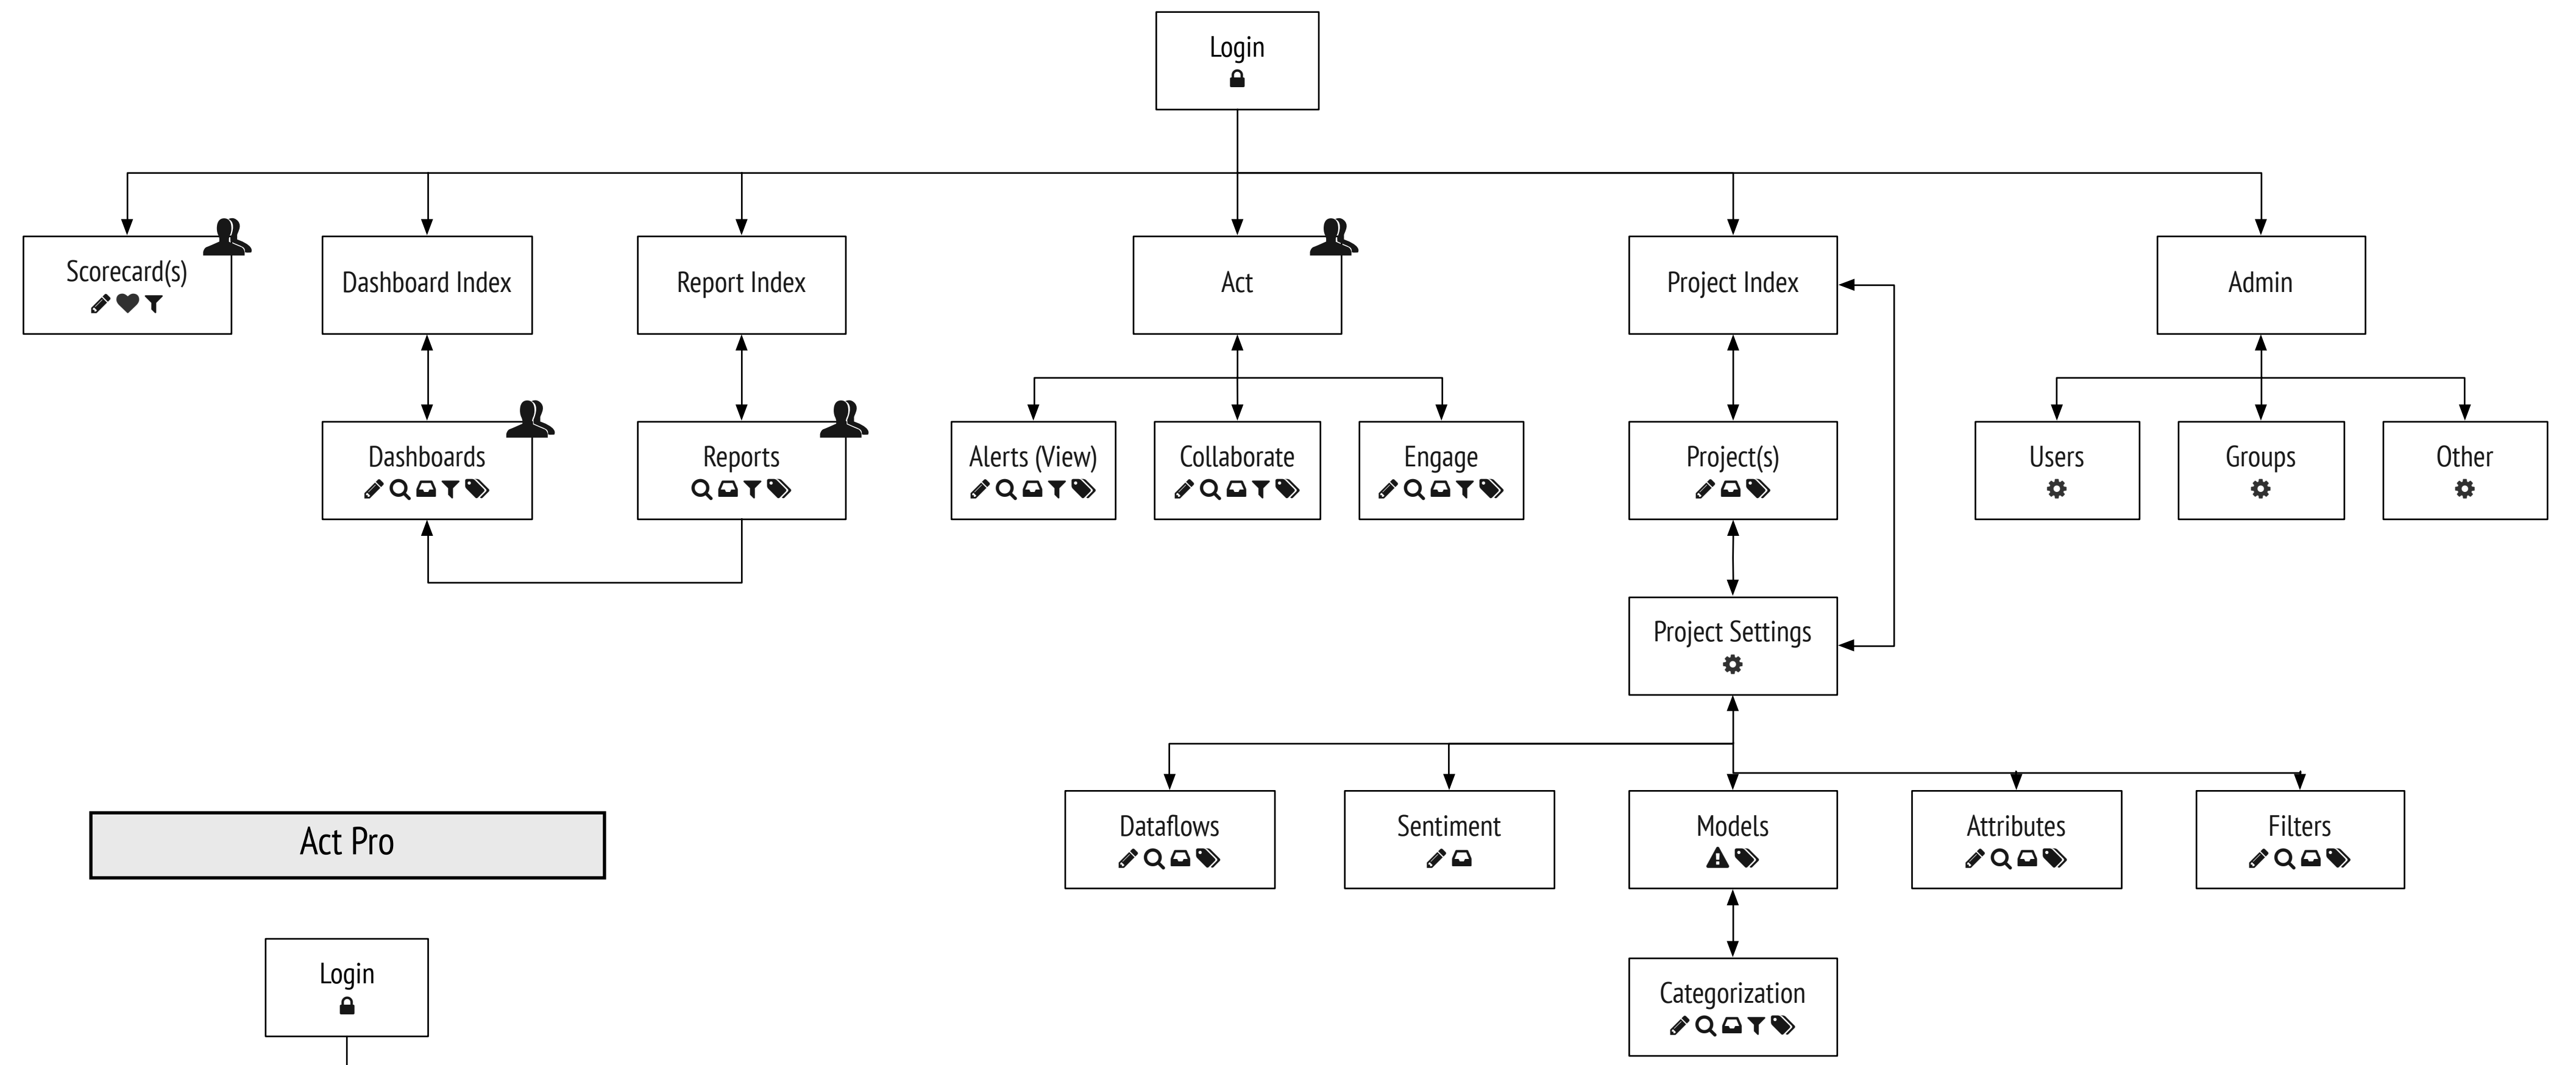 Login
Scorecard(s)
Dashboard Index
Report Index
Act
Project Index
Admin
Dashboards
Reports
Alerts (View)
Collaborate
Engage
Project(s)
Users
Groups
Other
Project Settings
Dataflows
Sentiment
Models
Attributes
Filters
Act Pro
Login
Categorization